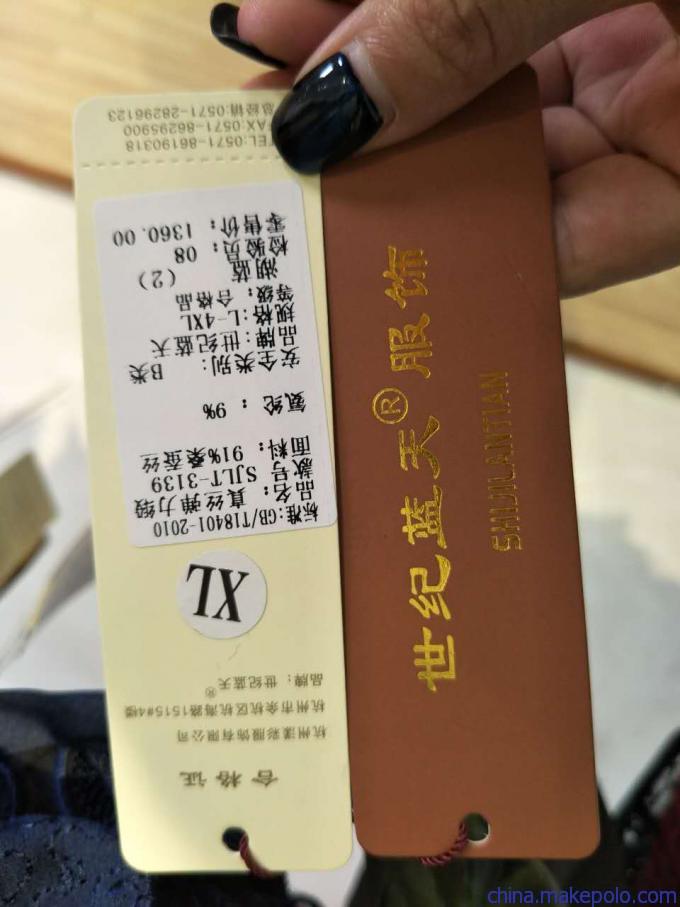 合格证
杭州漾彩服饰有限公司
杭州市余杭区杭海路1515#4楼
品牌：世纪蓝天®
XL
标准:GB/T18401-2010
品名：真丝弹力缎
款号 SJLT-3139
面料：91%桑蚕丝
氨纶：9%
安全类别：B类
品牌:世纪蓝天
规格:L-4XL
等级：合格品
湖蓝 （2）
检验员：08
零售价：1360.00
TEL:0571-86190318
FAX:0571-86295900
总经销:0571-28296123
世纪蓝天®服饰
SHIJILANTIAN
china.makepolo.com